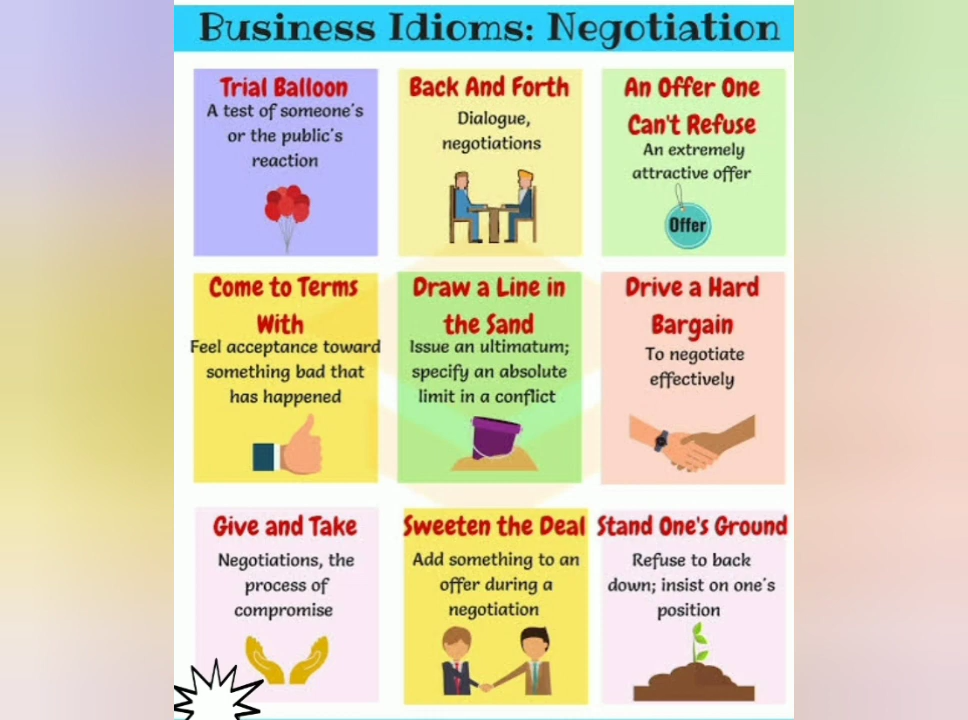 Business Idioms: Negotiation
Trial Balloon
A test of someone's
or the public's
reaction
Back And Forth
Dialogue,
negotiations
An Offer One
Can't Refuse
An extremely
attractive offer
Offer
Come to Terms
With
Feel acceptance toward
something bad that
has happened
Draw a Line in
the Sand
Issue an ultimatum;
specify an absolute
limit in a conflict
Drive a Hard
Bargain
To negotiate
effectively
Give and Take
Negotiations, the
process of
compromise
Sweeten the Deal
Add something to an
offer during a
negotiation
Stand One's Ground
Refuse to back
down; insist on one's
position